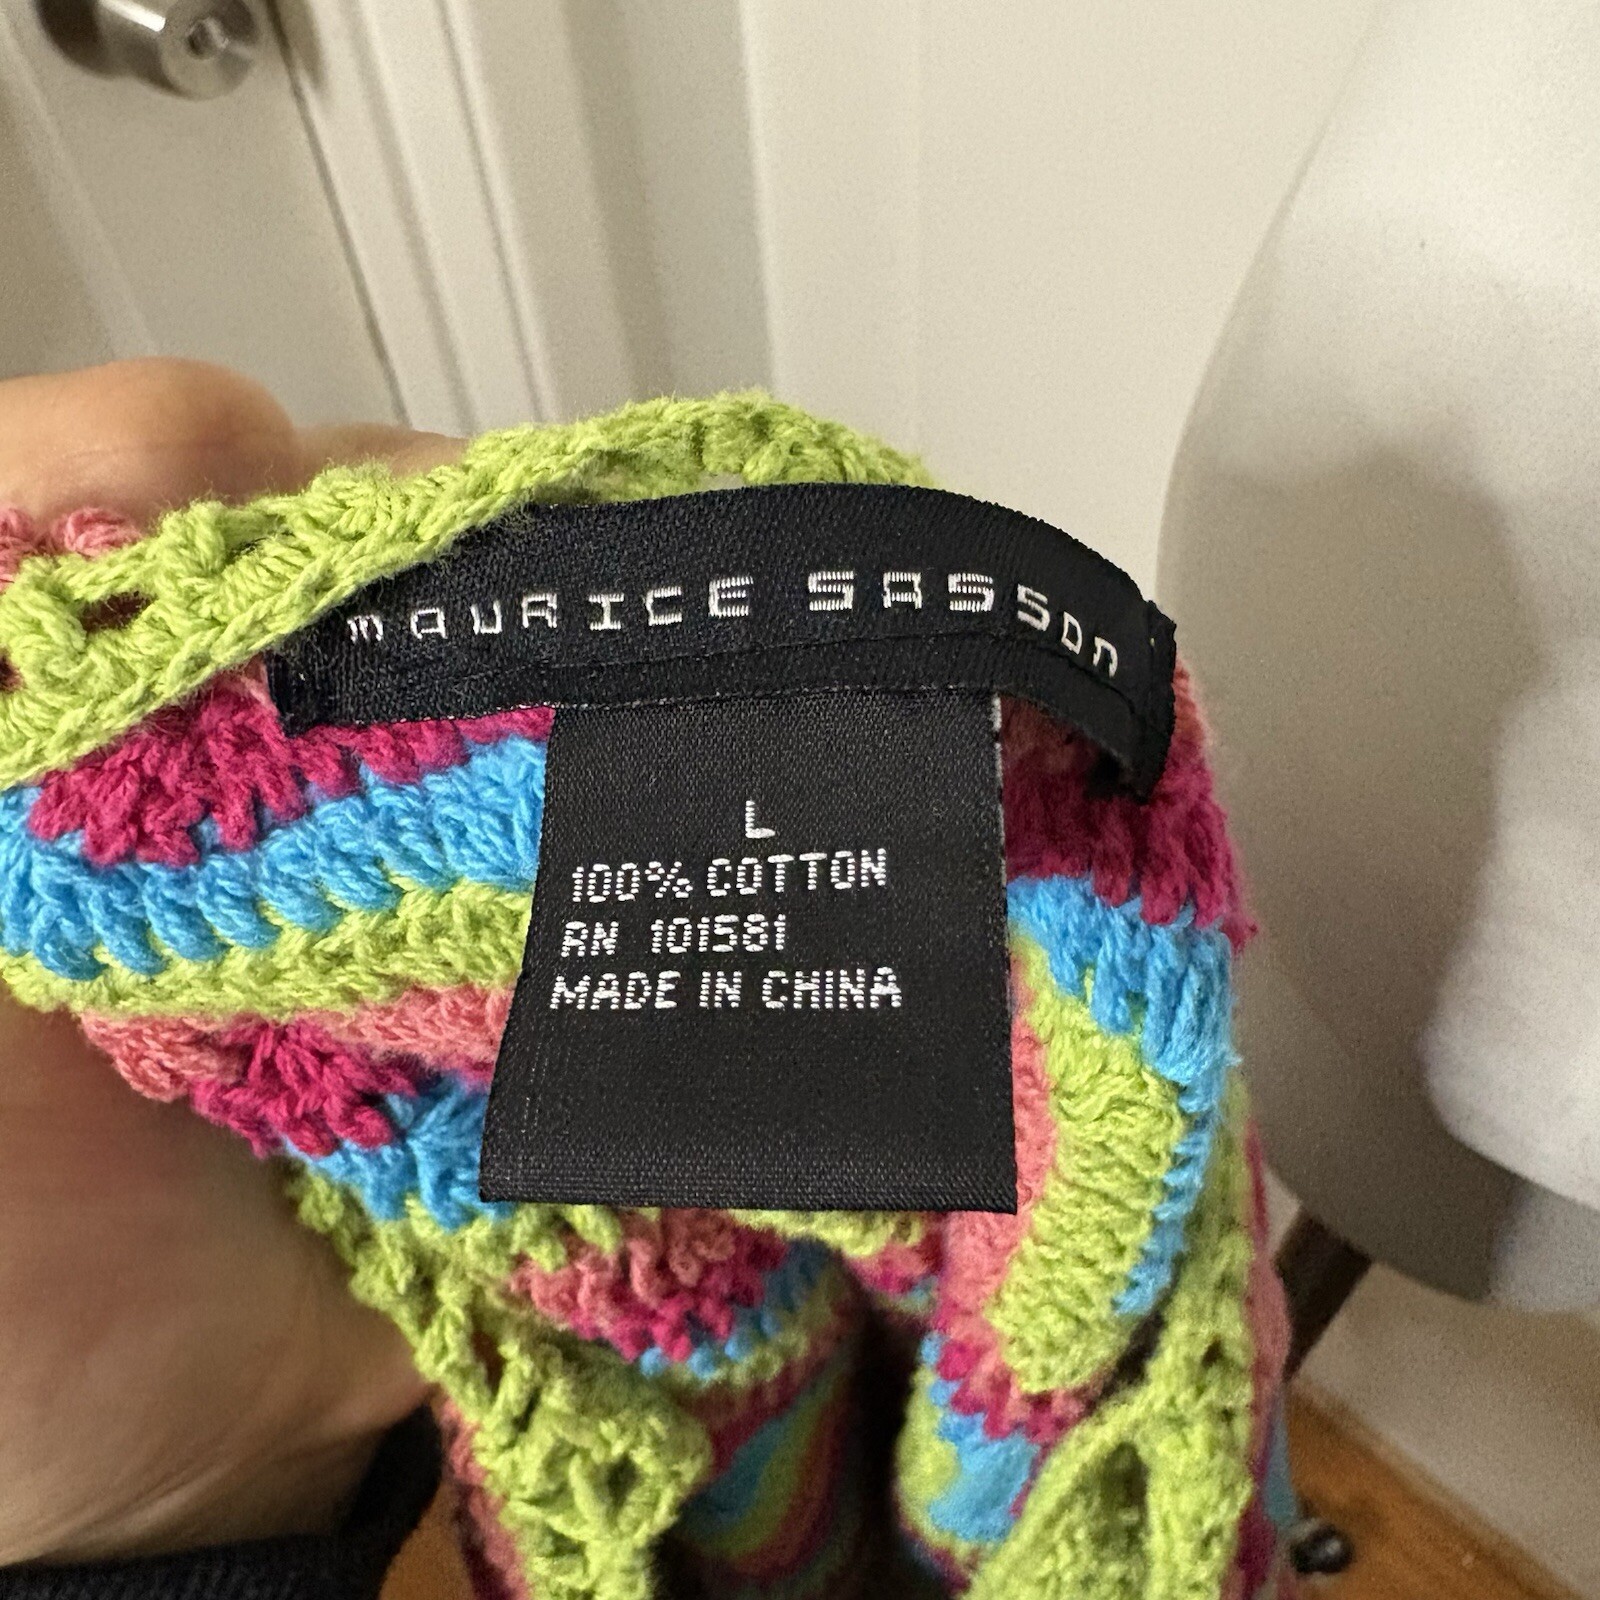 MAURICE SASSON
L
100% COTTON
RN 101581
MADE IN CHINA